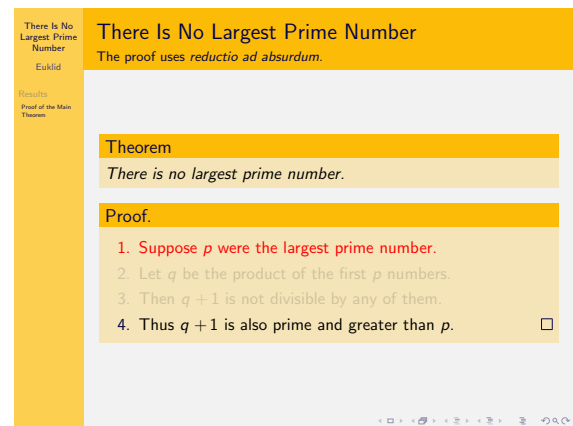 There Is No
Largest Prime
Number
Euklid
Results
Proof of the Main
Theorem
There Is No Largest Prime Number
The proof uses reductio ad absurdum.
Theorem
There is no largest prime number.
Proof.
1. Suppose p were the largest prime number.
2. Let q be the product of the first p numbers.
3. Then q + 1 is not divisible by any of them.
4. Thus q + 1 is also prime and greater than p. □